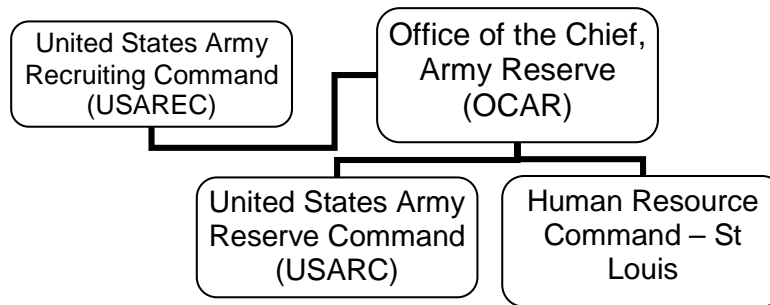 United States Army
Recruiting Command
(USAREC)
Office of the Chief,
Army Reserve
(OCAR)
United States Army
Reserve Command
(USARC)
Human Resource
Command – St
Louis